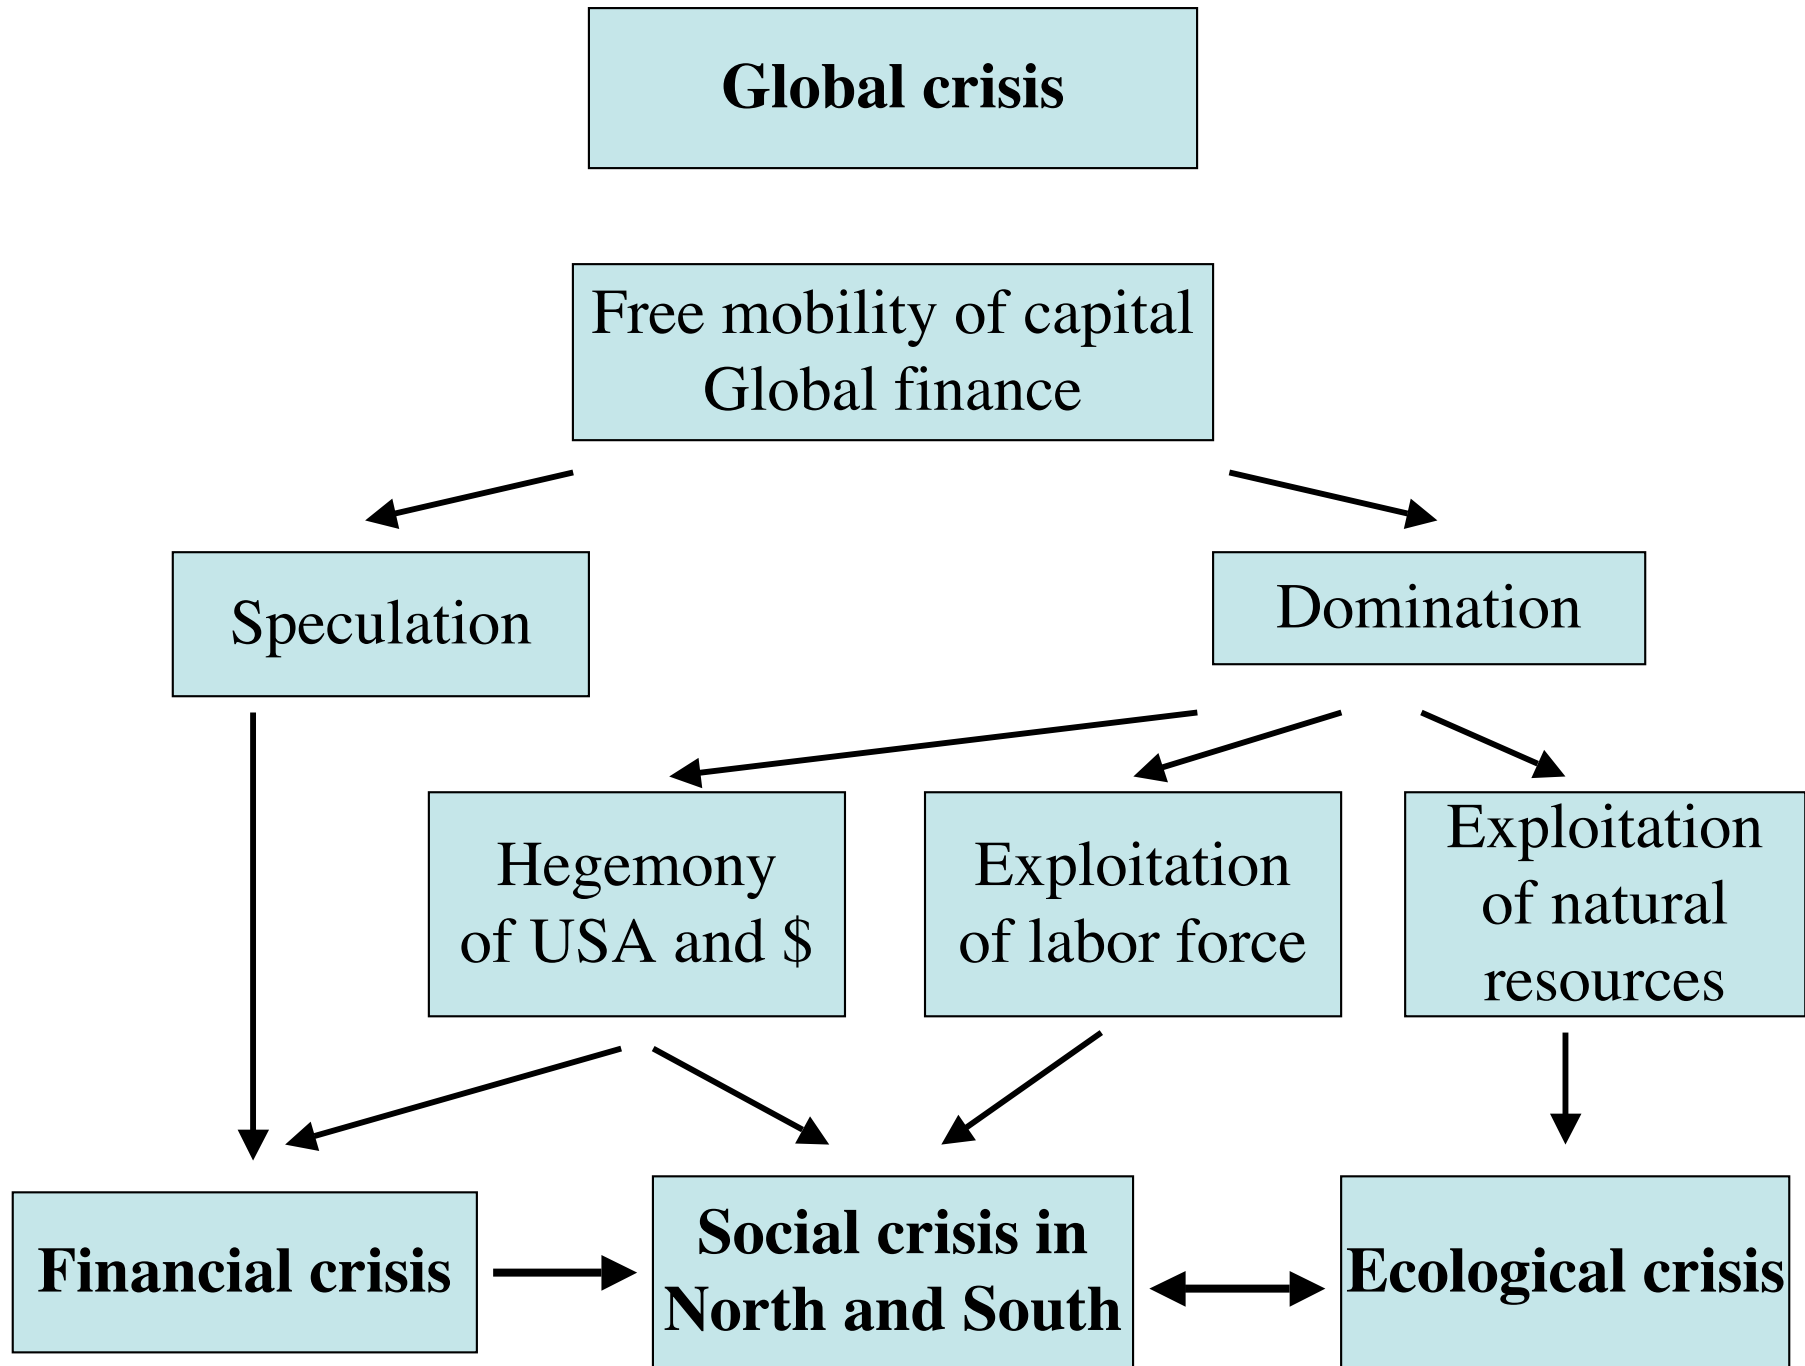 Global crisis
Free mobility of capital
Global finance
Speculation
Domination
Hegemony
of USA and $
Exploitation
of labor force
Exploitation
of natural
resources
Financial crisis
Social crisis in
North and South
Ecological crisis